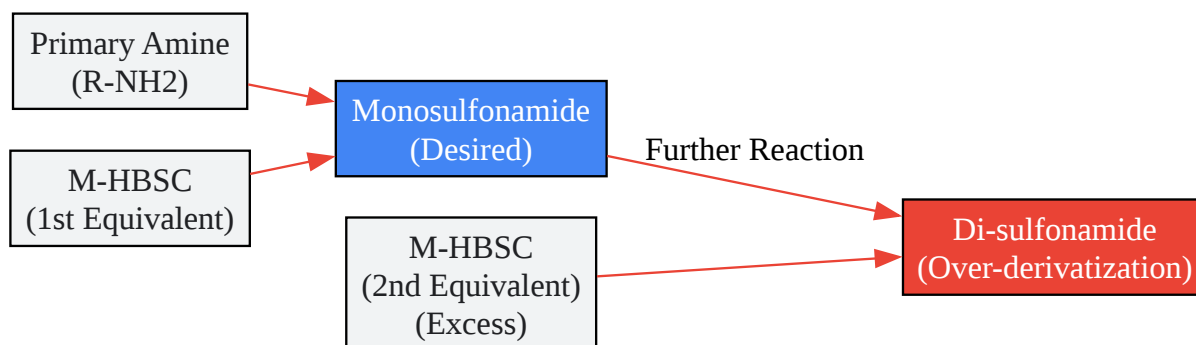 Primary Amine
(R-NH2)
M-HBSC
(1st Equivalent)
Monosulfonamide
(Desired)
Further Reaction
M-HBSC
(2nd Equivalent)
(Excess)
Di-sulfonamide
(Over-derivatization)